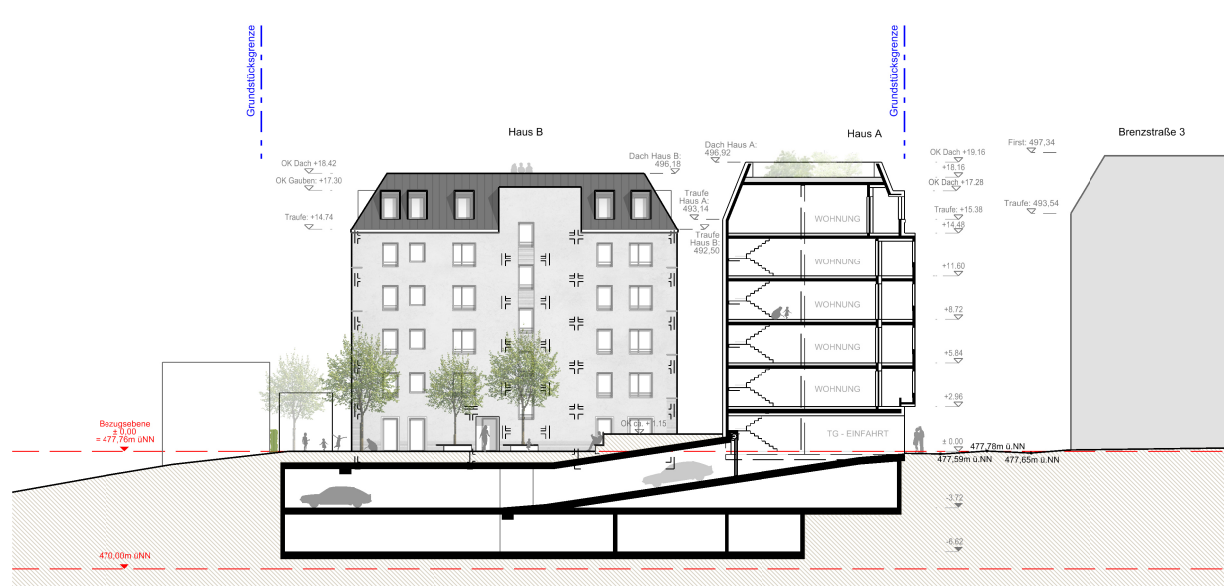 Grundstücksgrenze
Grundstücksgrenze
Haus B
Haus A
Brenzstraße 3
OK Dach +18.42
OK Gauben: +17.30
Traufe: +14.74
Dach Haus B:
496,18
Dach Haus A:
496,92
Traufe
Haus A:
493,14
Traufe
Haus B:
492,50
OK Dach +19.16
+18.16
OK Dach +17.28
Traufe: +15.38
+14.48
+11.60
+8.72
+5.84
+2.96
± 0.00
-3.72
-6.62
First: 497,34
Traufe: 493,54
WOHNUNG
WOHNUNG
WOHNUNG
WOHNUNG
WOHNUNG
TG - EINFAHRT
OK ca. + 1.15
Bezugsebene
± 0,00
= 477,76m üNN
477,78m ü.NN
477,59m ü.NN
477,65m ü.NN
470,00m üNN